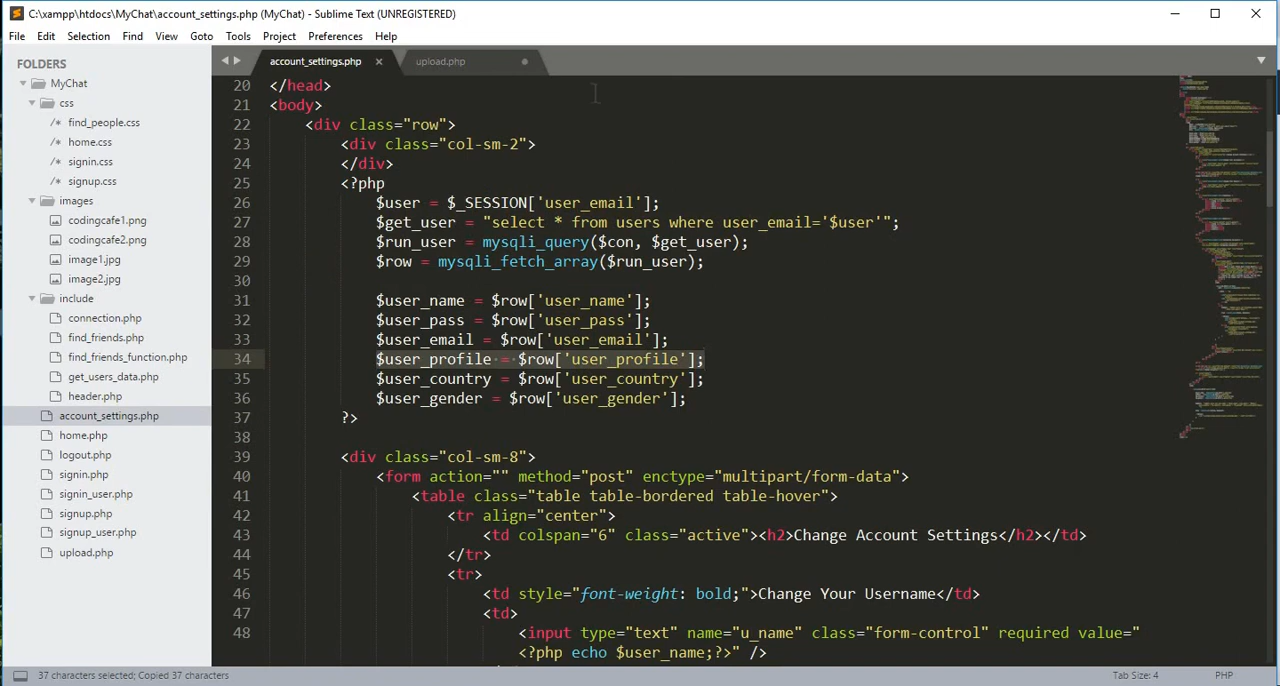 C:\xampp\htdocs\MyChat\account_settings.php (MyChat) - Sublime Text (UNREGISTERED)
File Edit Selection Find View Goto Tools Project Preferences Help
FOLDERS
MyChat
css
/* find_people.css
/* home.css
/* signin.css
/* signup.css
images
codingcafe1.png
codingcafe2.png
image1.jpg
image2.jpg
include
connection.php
find_friends.php
find_friends_function.php
get_users_data.php
header.php
account_settings.php
home.php
logout.php
signin.php
signin_user.php
signup.php
signup_user.php
upload.php
account_settings.php × upload.php
20 </head>
21 <body>
22 <div class="row">
23 <div class="col-sm-2">
24 </div>
25 <?php
26 $user = $_SESSION['user_email'];
27 $get_user = "select * from users where user_email='$user'";
28 $run_user = mysqli_query($con, $get_user);
29 $row = mysqli_fetch_array($run_user);
30
31 $user_name = $row['user_name'];
32 $user_pass = $row['user_pass'];
33 $user_email = $row['user_email'];
34 $user_profile = $row['user_profile'];
35 $user_country = $row['user_country'];
36 $user_gender = $row['user_gender'];
37 ?>
38
39 <div class="col-sm-8">
40 <form action="" method="post" enctype="multipart/form-data">
41 <table class="table table-bordered table-hover">
42 <tr align="center">
43 <td colspan="6" class="active"><h2>Change Account Settings</h2></td>
44 </tr>
45 <tr>
46 <td style="font-weight: bold;">Change Your Username</td>
47 <td>
48 <input type="text" name="u_name" class="form-control" required value="
<?php echo $user_name;?>" />
37 characters selected; Copied 37 characters Tab Size: 4 PHP